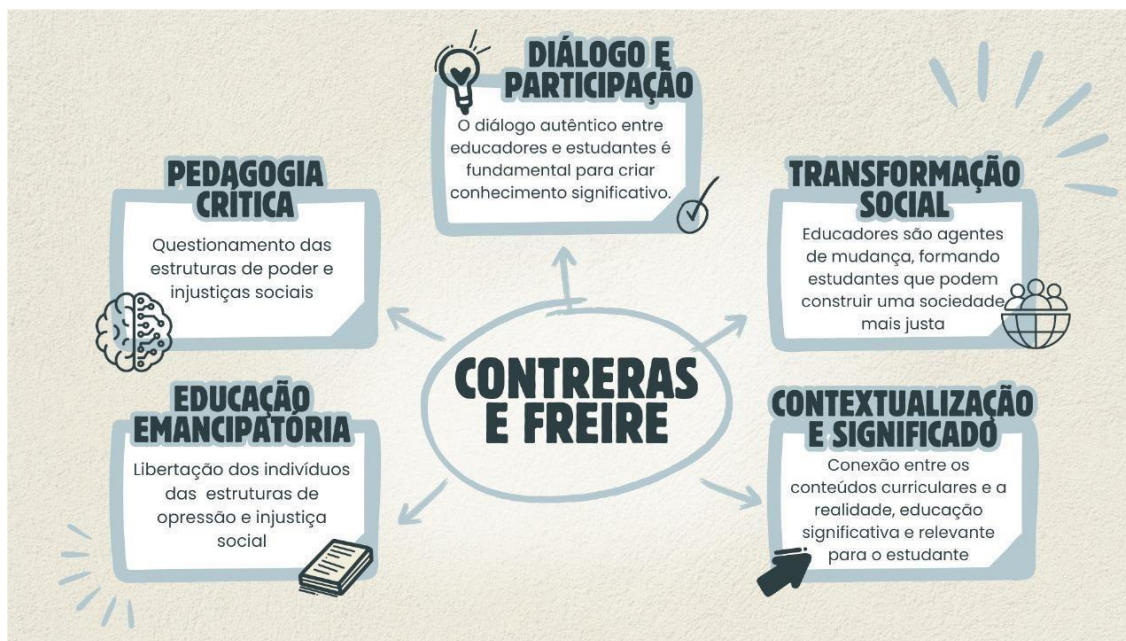 DIÁLOGO E
PARTICIPAÇÃO
O diálogo autêntico entre
educadores e estudantes é
fundamental para criar
conhecimento significativo.
PEDAGOGIA
CRÍTICA
Questionamento das
estruturas de poder e
injustiças sociais
TRANSFORMAÇÃO
SOCIAL
Educadores são agentes
de mudança, formando
estudantes que podem
construir uma sociedade
mais justa
CONTRERAS
E FREIRE
EDUCAÇÃO
EMANCIPATÓRIA
Libertação dos indivíduos
das estruturas de
opressão e injustiça
social
CONTEXTUALIZAÇÃO
E SIGNIFICADO
Conexão entre os
conteúdos curriculares e a
realidade, educação
significativa e relevante
para o estudante